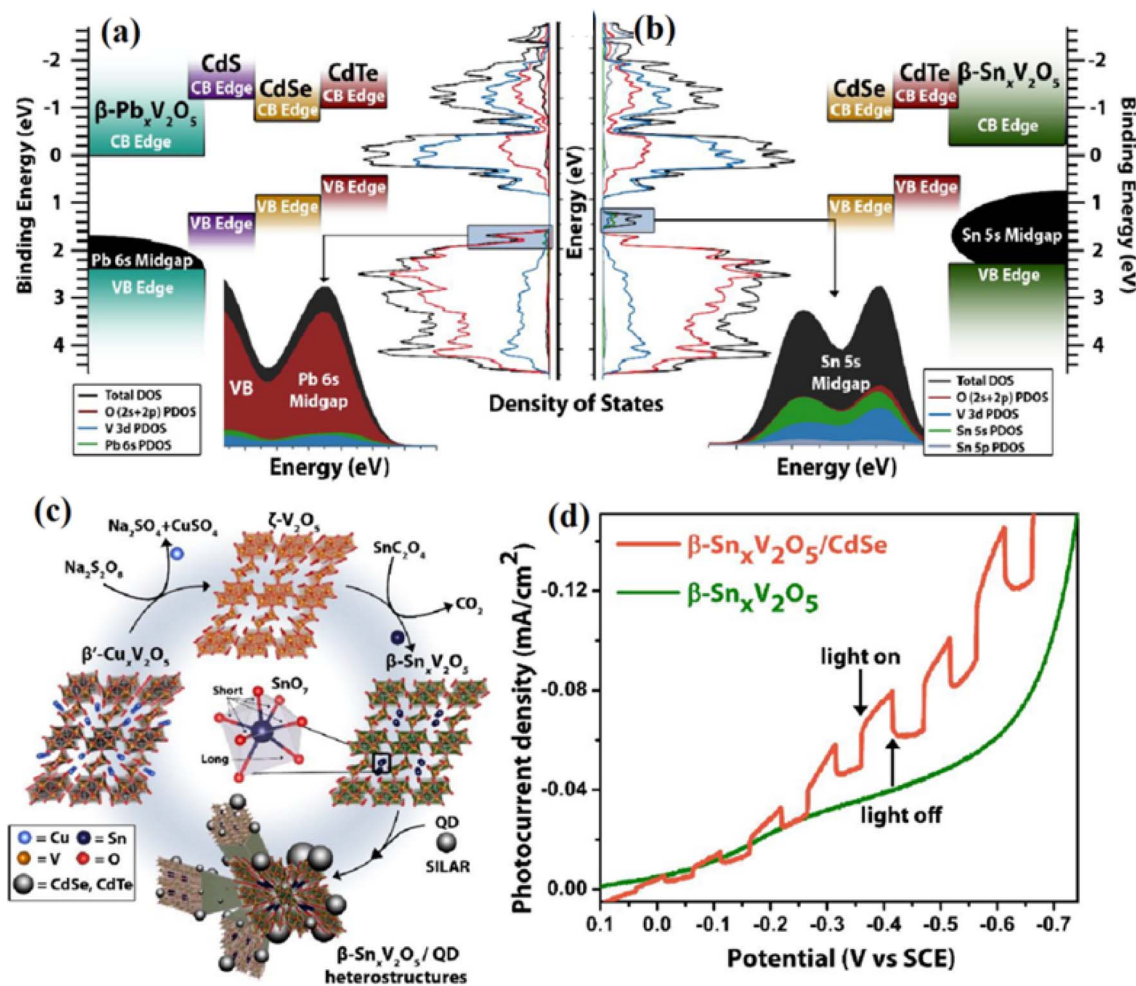 (a)
-2
-1
0
1
2
3
4
Binding Energy (eV)
β-PbₓV₂O₅
CB Edge
CdS
CB Edge
CdSe
CB Edge
CdTe
CB Edge
VB Edge
VB Edge
VB Edge
Pb 6s Midgap
VB Edge
VB
Pb 6s
Midgap
Total DOS
O (2s+2p) PDOS
V 3d PDOS
Pb 6s PDOS
Energy (eV)
Energy (eV)
Density of States
(b)
CdSe
CB Edge
CdTe
CB Edge
β-SnₓV₂O₅
CB Edge
VB Edge
VB Edge
Sn 5s Midgap
VB Edge
Sn 5s
Midgap
-2
-1
0
1
2
3
4
Binding Energy (eV)
Total DOS
O (2s+2p) PDOS
V 3d PDOS
Sn 5s PDOS
Sn 5p PDOS
Energy (eV)
(c)
Na₂SO₄+CuSO₄
Na₂S₂O₈
ζ-V₂O₅
SnC₂O₄
CO₂
β'-CuₓV₂O₅
β-SnₓV₂O₅
SnO₇
Short
Long
QD
SILAR
= Cu
= Sn
= V
= O
= CdSe, CdTe
β-SnₓV₂O₅/ QD
heterostructures
(d)
β-SnₓV₂O₅/CdSe
β-SnₓV₂O₅
light on
light off
Photocurrent density (mA/cm²)
-0.12
-0.08
-0.04
0.00
0.1 0.0 -0.1 -0.2 -0.3 -0.4 -0.5 -0.6 -0.7
Potential (V vs SCE)